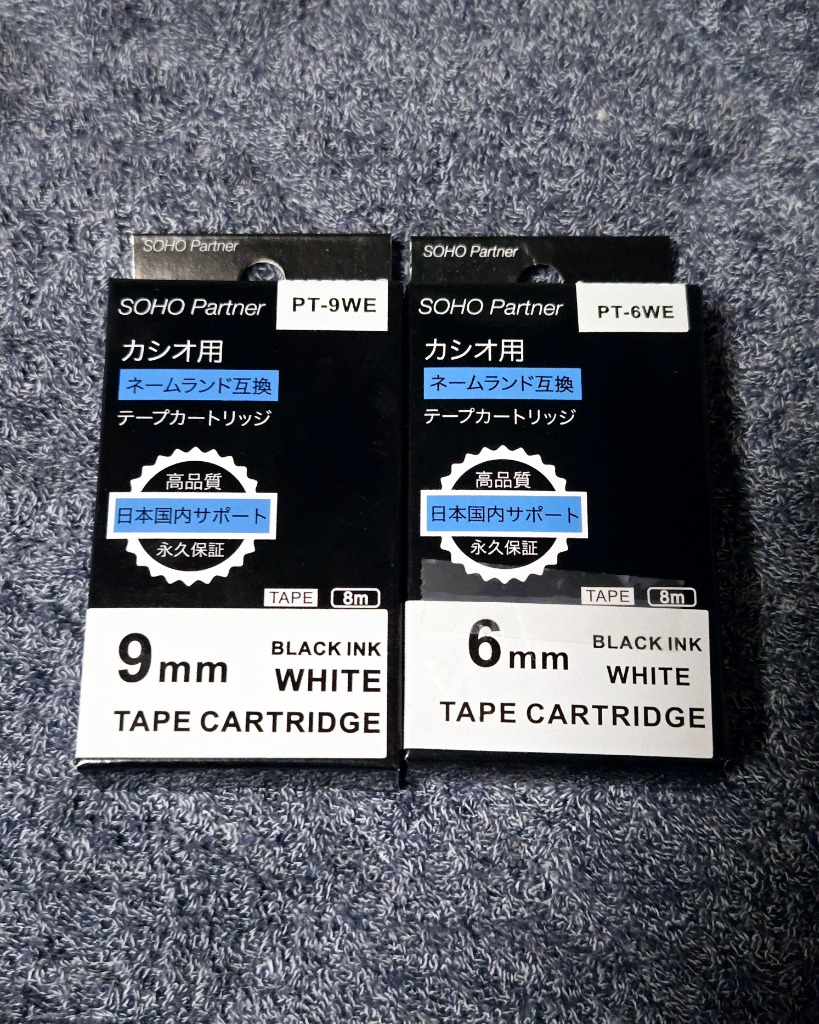 SOHO Partner
SOHO Partner
PT-9WE
カシオ用
ネームランド互換
テープカートリッジ
高品質
日本国内サポート
永久保証
TAPE 8m
9mm
BLACK INK
WHITE
TAPE CARTRIDGE
SOHO Partner
SOHO Partner
PT-6WE
カシオ用
ネームランド互換
テープカートリッジ
高品質
日本国内サポート
永久保証
TAPE 8m
6mm
BLACK INK
WHITE
TAPE CARTRIDGE